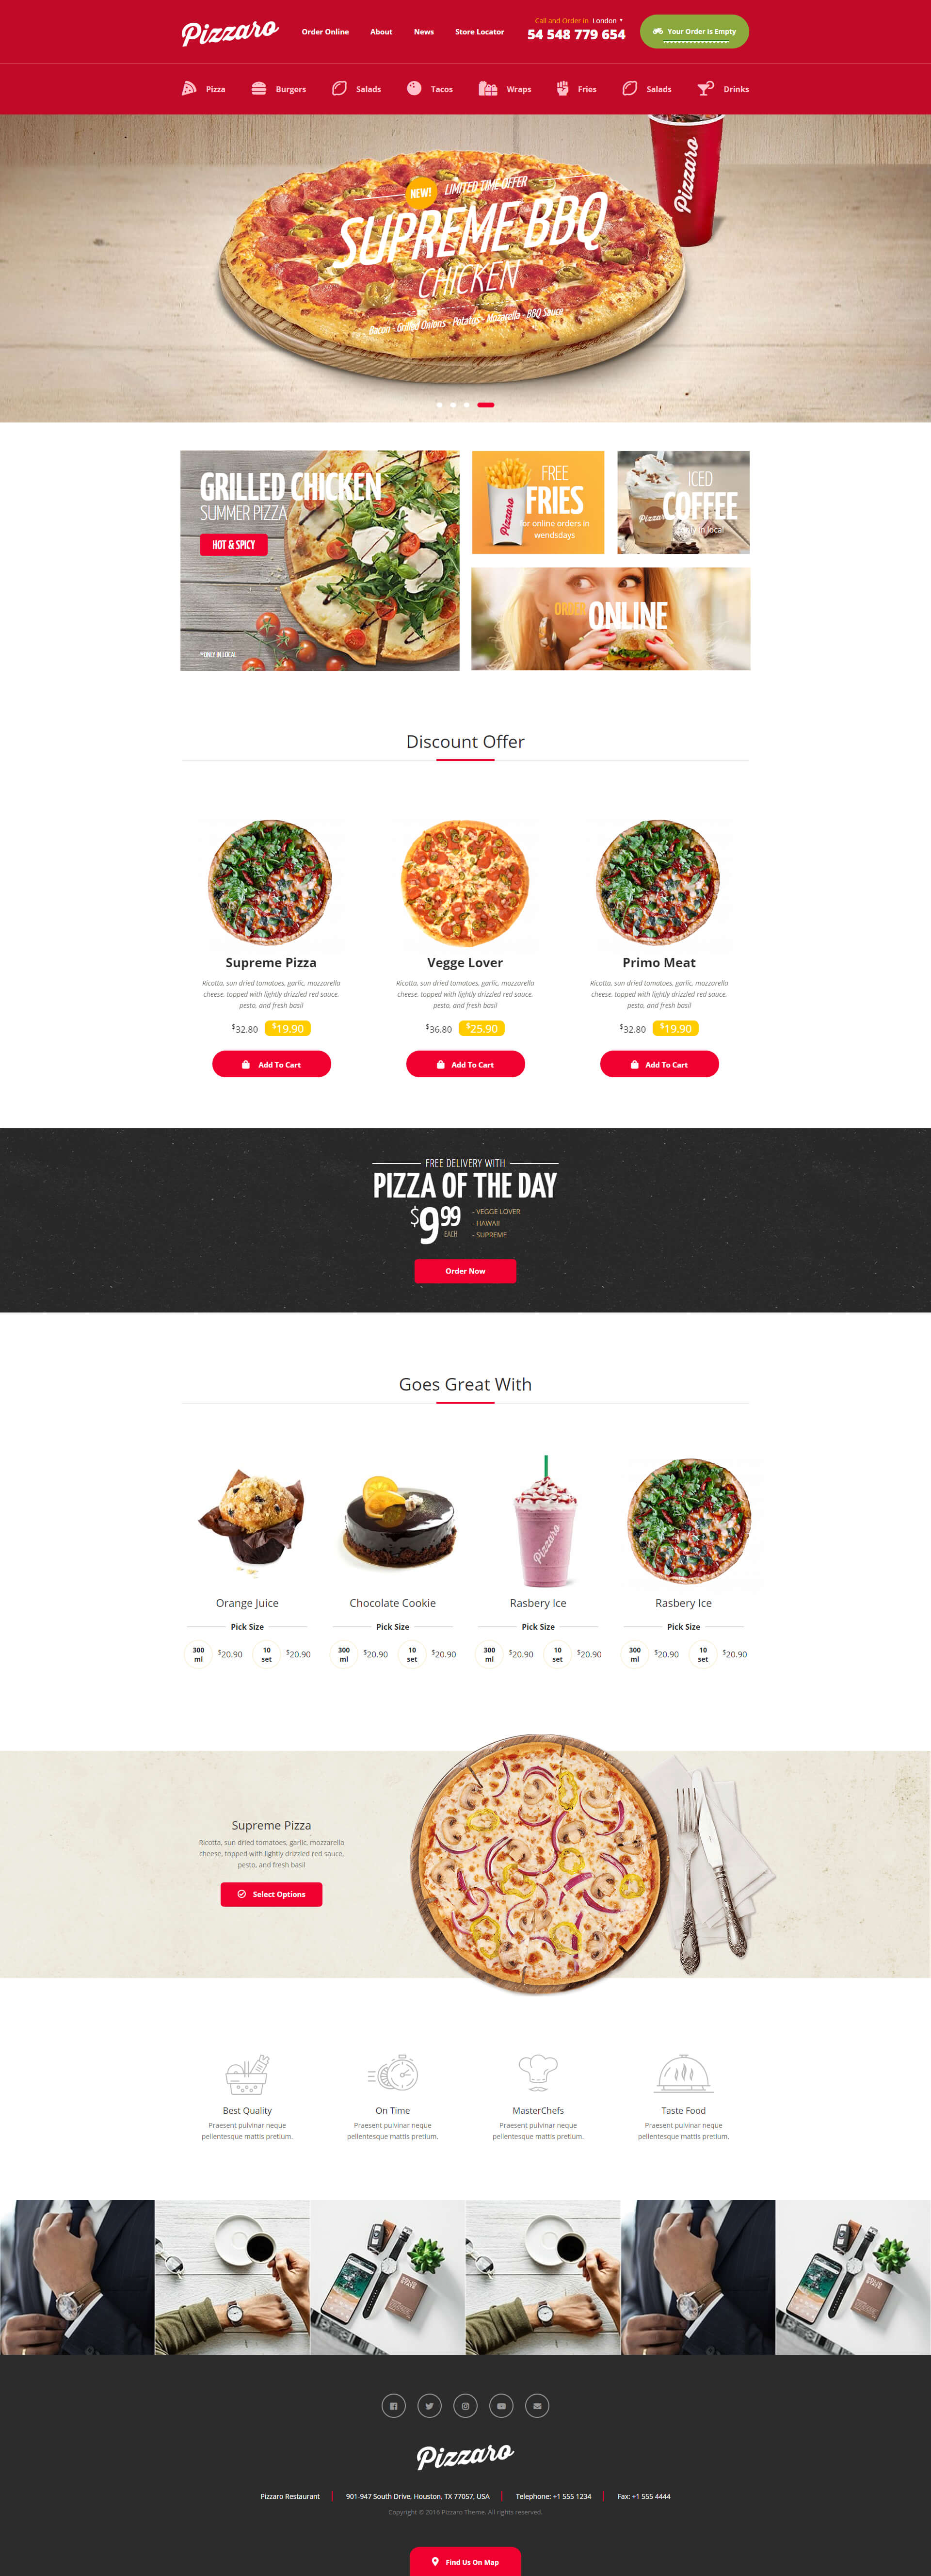 Pizzaro
Order Online
About
News
Store Locator
Call and Order in London
54 548 779 654
Your Order Is Empty
Pizza
Burgers
Salads
Tacos
Wraps
Fries
Salads
Drinks
Pizzaro
NEW!
LIMITED TIME OFFER
SUPREME BBQ
CHICKEN
Bacon - Grilled Onions - Potatos - Mozarella - BBQ Sauce
GRILLED CHICKEN
SUMMER PIZZA
HOT & SPICY
*ONLY IN LOCAL
FREE
FRIES
for online orders in
wendsdays
Pizzaro
ICED
COFFEE
Pizzaro
in local
ORDER ONLINE
Discount Offer
Supreme Pizza
Ricotta, sun dried tomatoes, garlic, mozzarella
cheese, topped with lightly drizzled red sauce,
pesto, and fresh basil
$32.80 $19.90
Add To Cart
Vegge Lover
Ricotta, sun dried tomatoes, garlic, mozzarella
cheese, topped with lightly drizzled red sauce,
pesto, and fresh basil
$36.80 $25.90
Add To Cart
Primo Meat
Ricotta, sun dried tomatoes, garlic, mozzarella
cheese, topped with lightly drizzled red sauce,
pesto, and fresh basil
$32.80 $19.90
Add To Cart
FREE DELIVERY WITH
PIZZA OF THE DAY
$9 99
EACH
- VEGGE LOVER
- HAWAII
- SUPREME
Order Now
Goes Great With
Pizzaro
Orange Juice
Pick Size
300 ml $20.90 10 set $20.90
Chocolate Cookie
Pick Size
300 ml $20.90 10 set $20.90
Rasbery Ice
Pick Size
300 ml $20.90 10 set $20.90
Rasbery Ice
Pick Size
300 ml $20.90 10 set $20.90
Supreme Pizza
Ricotta, sun dried tomatoes, garlic, mozzarella
cheese, topped with lightly drizzled red sauce,
pesto, and fresh basil
Select Options
Best Quality
Praesent pulvinar neque
pellentesque mattis pretium.
On Time
Praesent pulvinar neque
pellentesque mattis pretium.
MasterChefs
Praesent pulvinar neque
pellentesque mattis pretium.
Taste Food
Praesent pulvinar neque
pellentesque mattis pretium.
Pizzaro
Pizzaro Restaurant
901-947 South Drive, Houston, TX 77057, USA
Telephone: +1 555 1234
Fax: +1 555 4444
Copyright © 2016 Pizzaro Theme. All rights reserved.
Find Us On Map